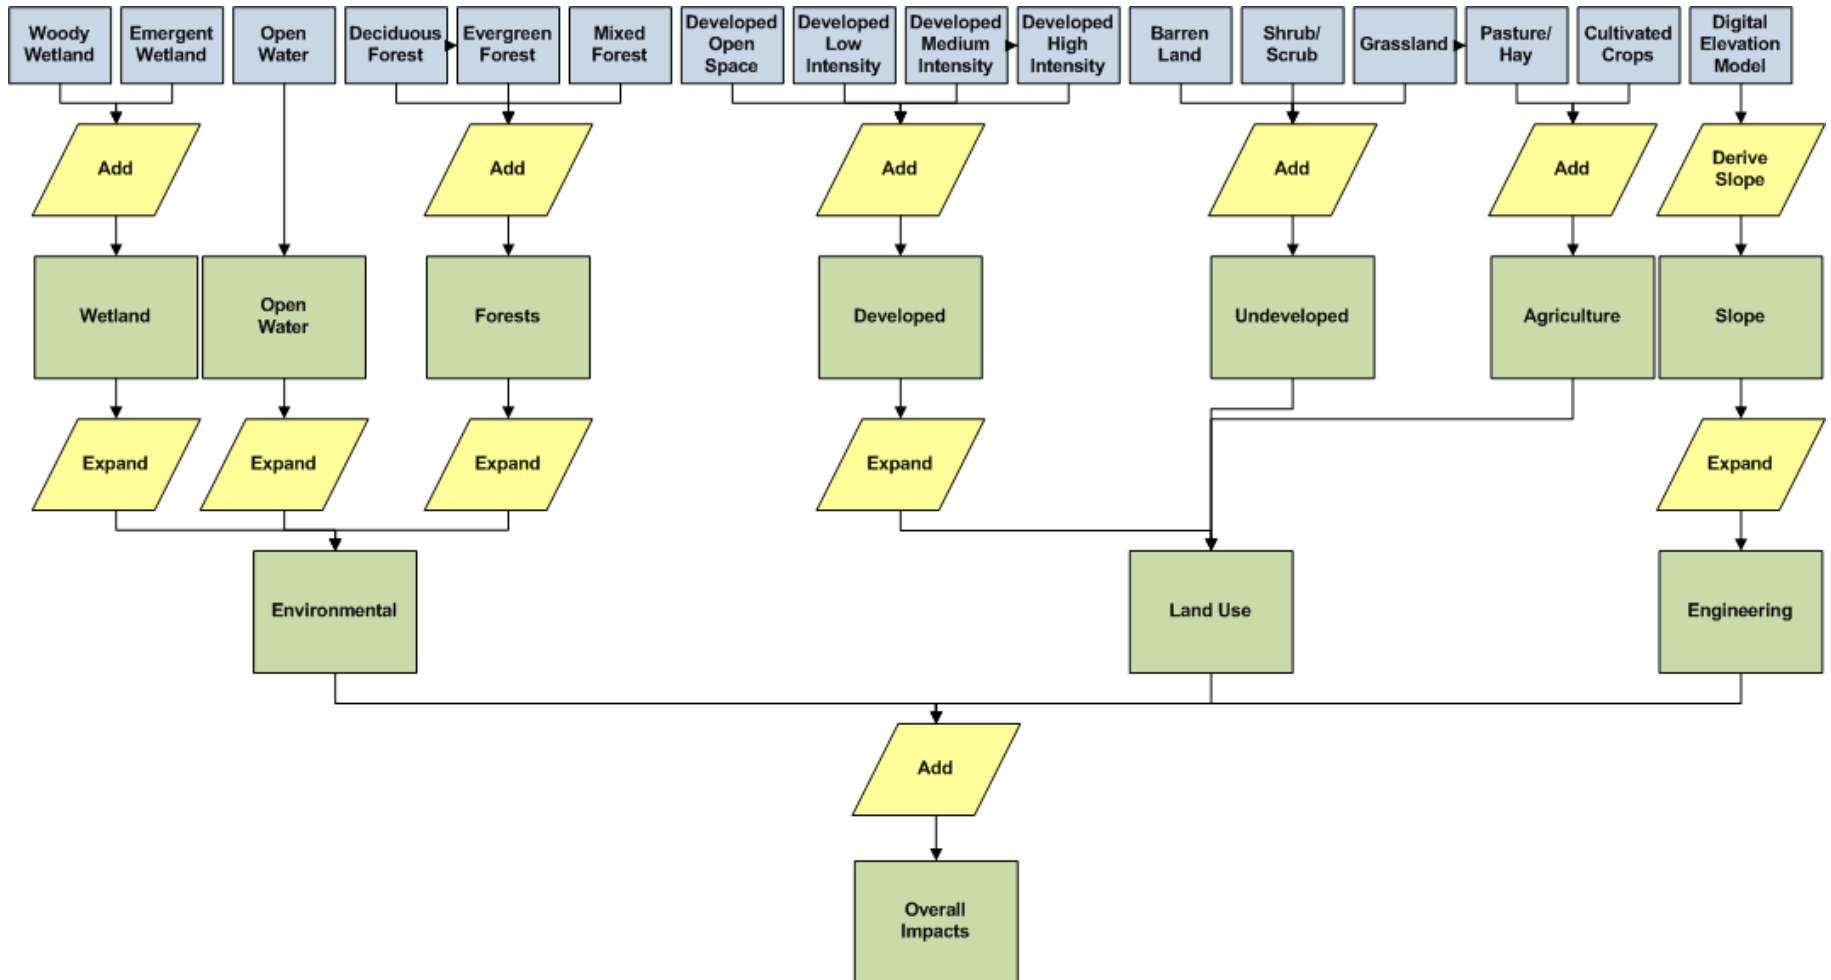 Woody
Wetland
Emergent
Wetland
Open
Water
Deciduous
Forest
Evergreen
Forest
Mixed
Forest
Developed
Open
Space
Developed
Low
Intensity
Developed
Medium
Intensity
Developed
High
Intensity
Barren
Land
Shrub/
Scrub
Grassland
Pasture/
Hay
Cultivated
Crops
Digital
Elevation
Model
Add
Add
Add
Add
Add
Derive
Slope
Wetland
Open
Water
Forests
Developed
Undeveloped
Agriculture
Slope
Expand
Expand
Expand
Expand
Expand
Environmental
Land Use
Engineering
Add
Overall
Impacts